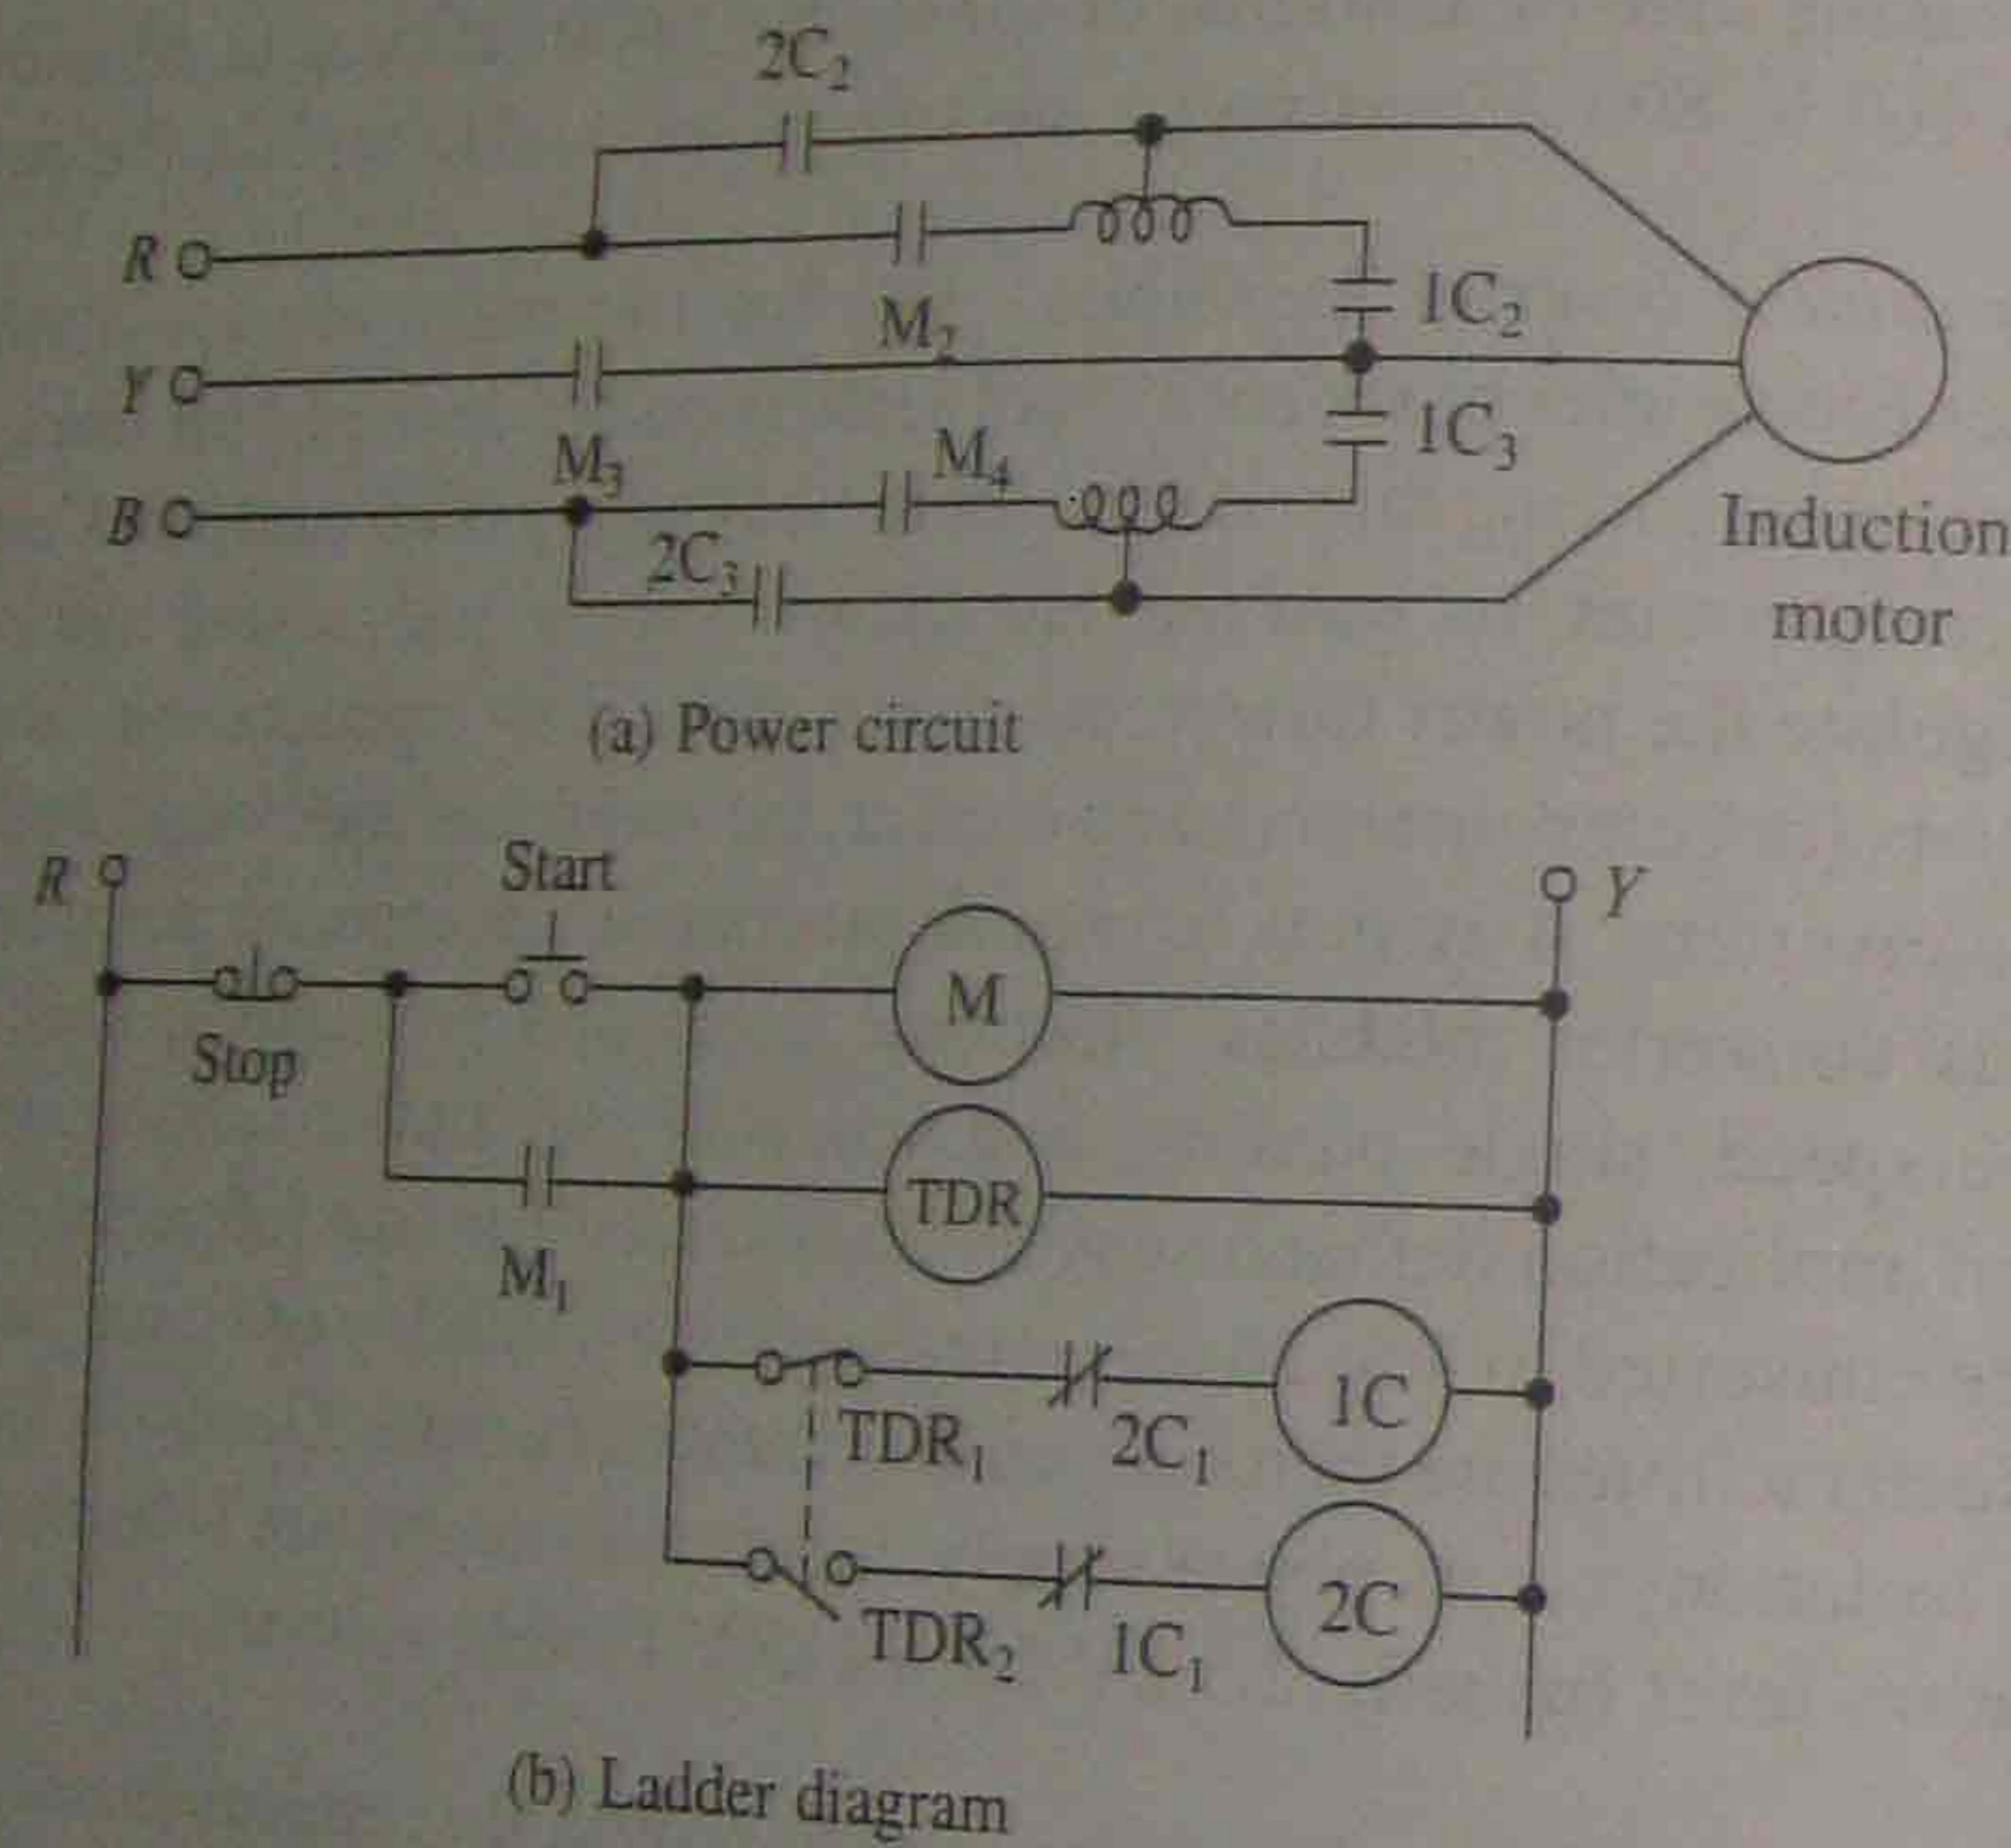 2C₂
R
M₂
1C₂
Y
M₃
M₄
1C₃
B
2C₃
Induction
motor
(a) Power circuit
R
Start
Y
Stop
M
M₁
TDR
TDR₁
2C₁
1C
TDR₂
1C₁
2C
(b) Ladder diagram